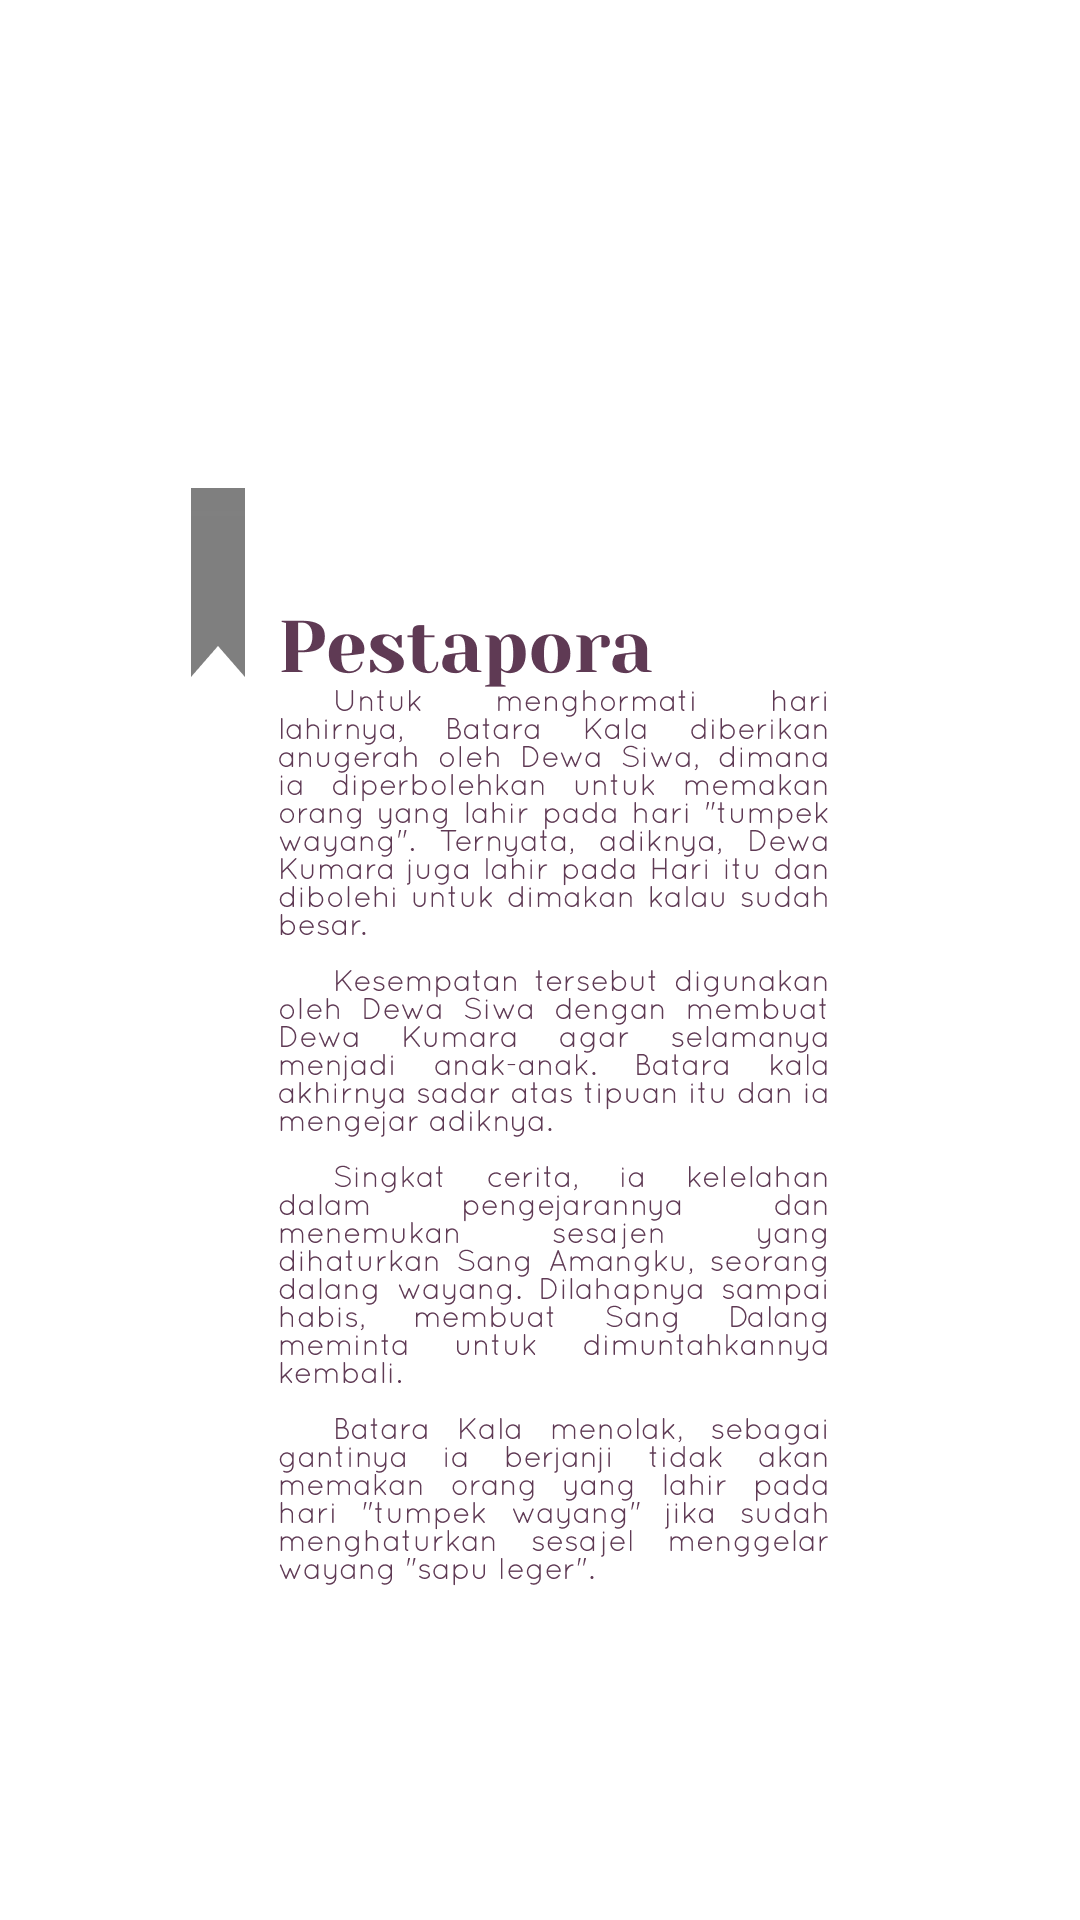 Pestapora
Untuk menghormati hari
lahirnya, Batara Kala diberikan
anugerah oleh Dewa Siwa, dimana
ia diperbolehkan untuk memakan
orang yang lahir pada hari "tumpek
wayang". Ternyata, adiknya, Dewa
Kumara juga lahir pada Hari itu dan
dibolehi untuk dimakan kalau sudah
besar.
Kesempatan tersebut digunakan
oleh Dewa Siwa dengan membuat
Dewa Kumara agar selamanya
menjadi anak-anak. Batara kala
akhirnya sadar atas tipuan itu dan ia
mengejar adiknya.
Singkat cerita, ia kelelahan
dalam pengejarannya dan
menemukan sesajen yang
dihaturkan Sang Amangku, seorang
dalang wayang. Dilahapnya sampai
habis, membuat Sang Dalang
meminta untuk dimuntahkannya
kembali.
Batara Kala menolak, sebagai
gantinya ia berjanji tidak akan
memakan orang yang lahir pada
hari "tumpek wayang" jika sudah
menghaturkan sesajel menggelar
wayang "sapu leger".